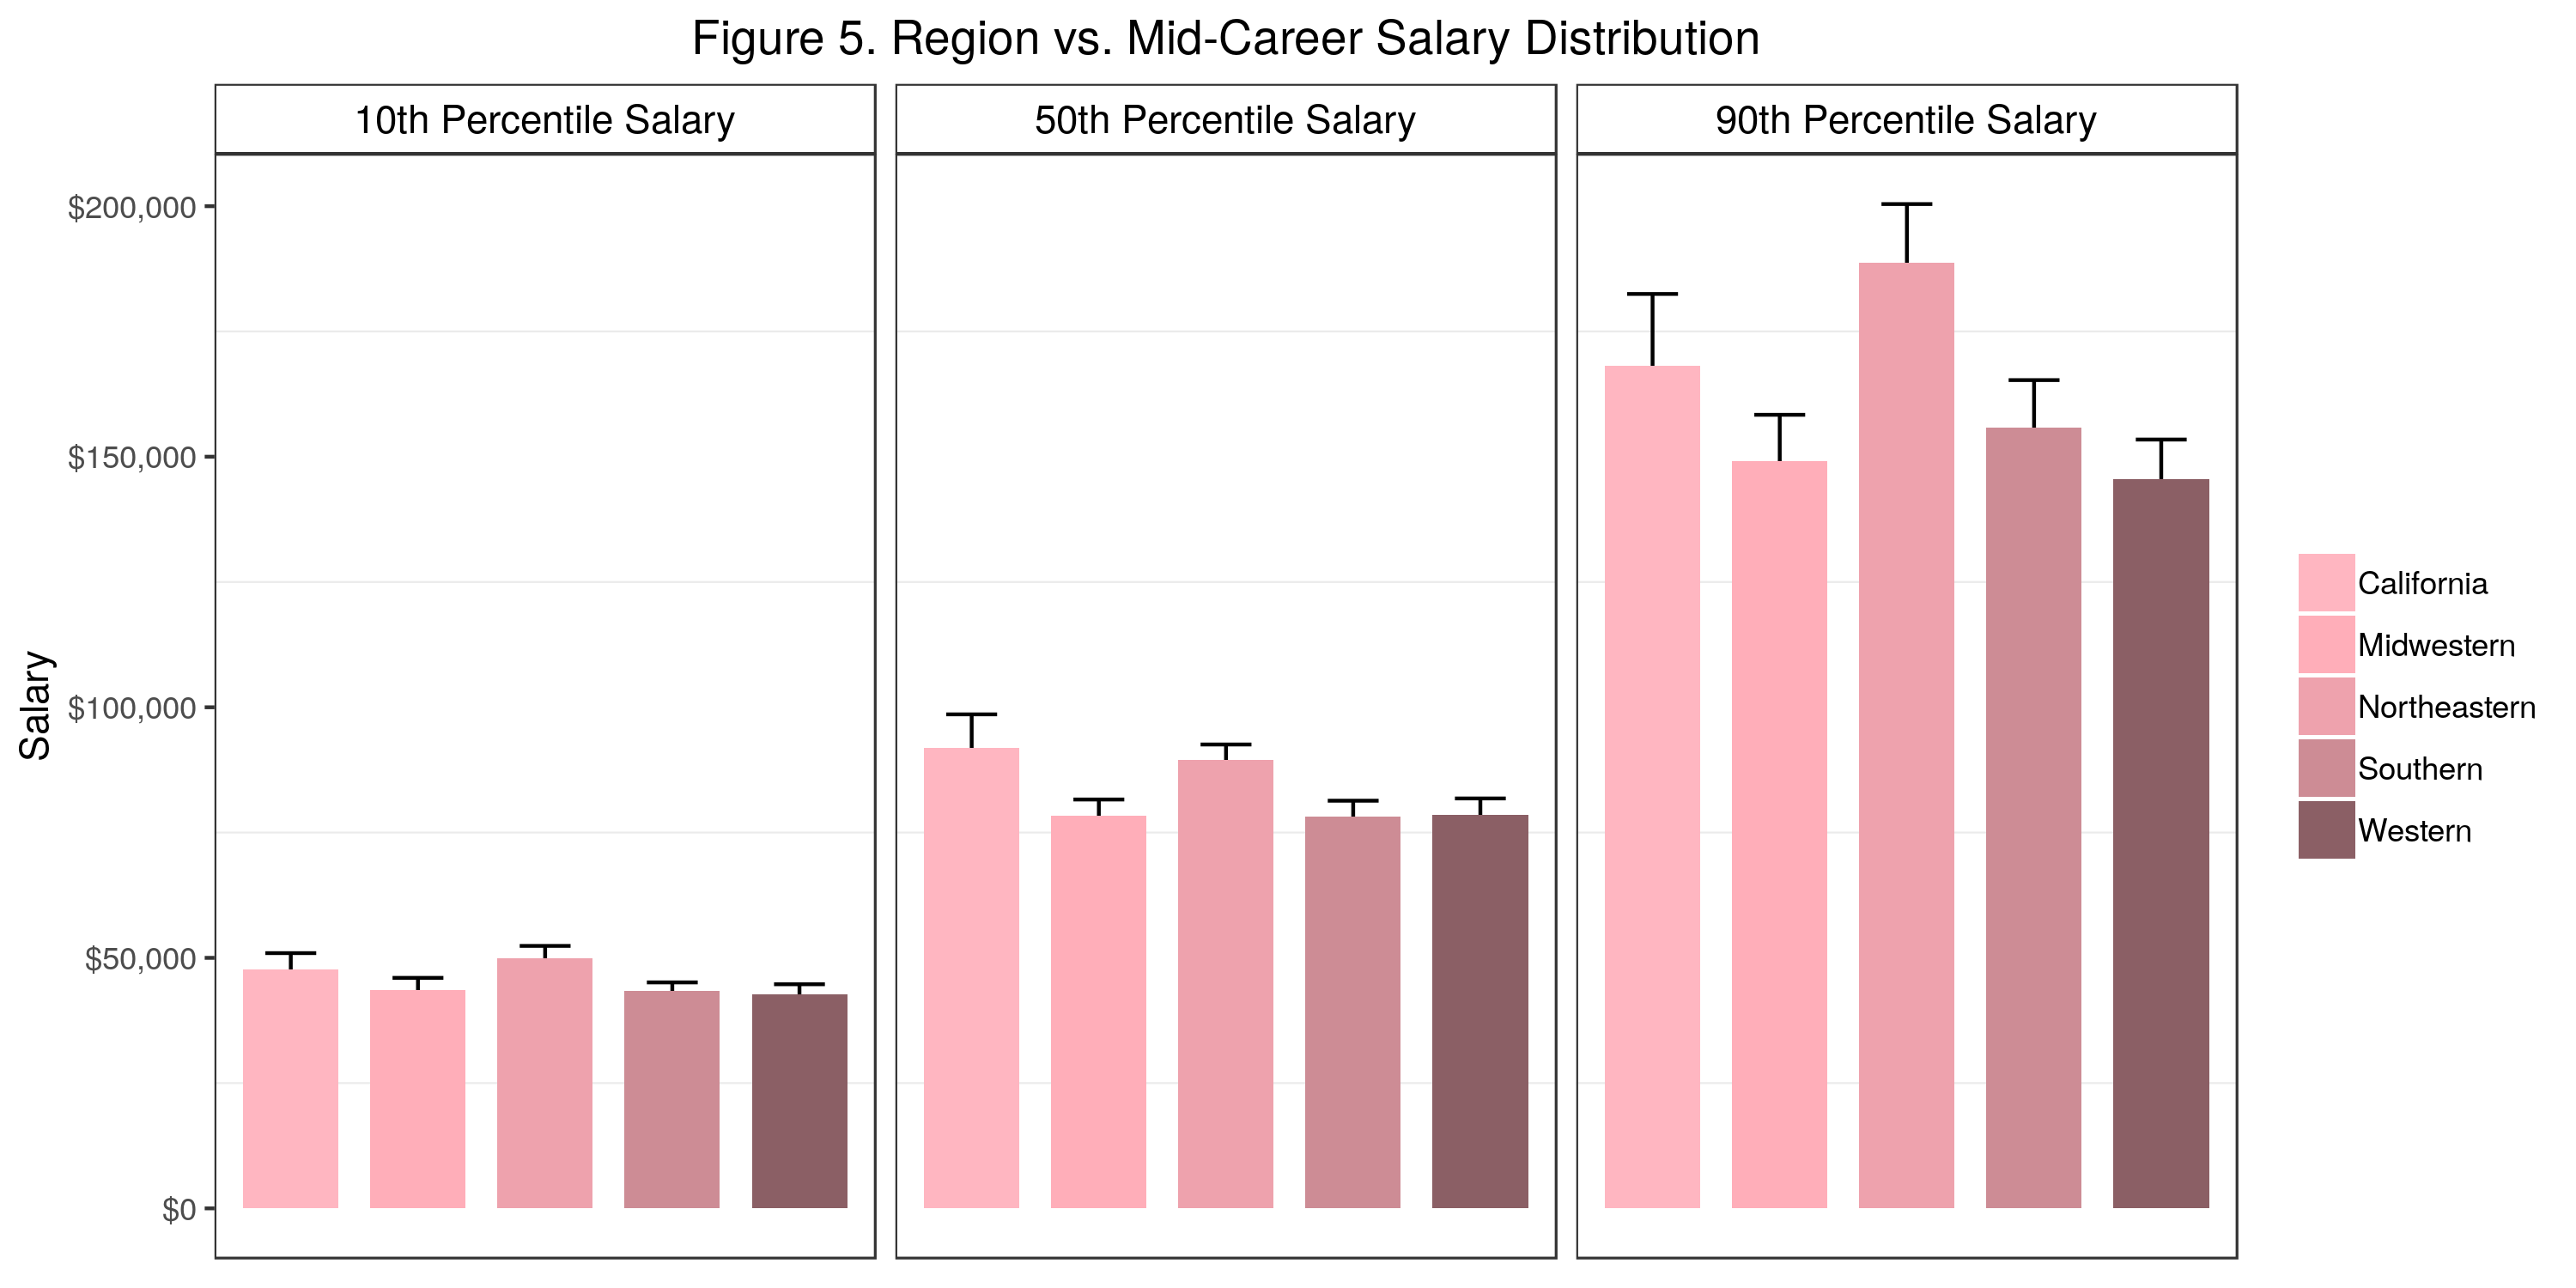 Figure 5. Region vs. Mid-Career Salary Distribution
10th Percentile Salary
50th Percentile Salary
90th Percentile Salary
Salary
$200,000
$150,000
$100,000
$50,000
$0
California
Midwestern
Northeastern
Southern
Western